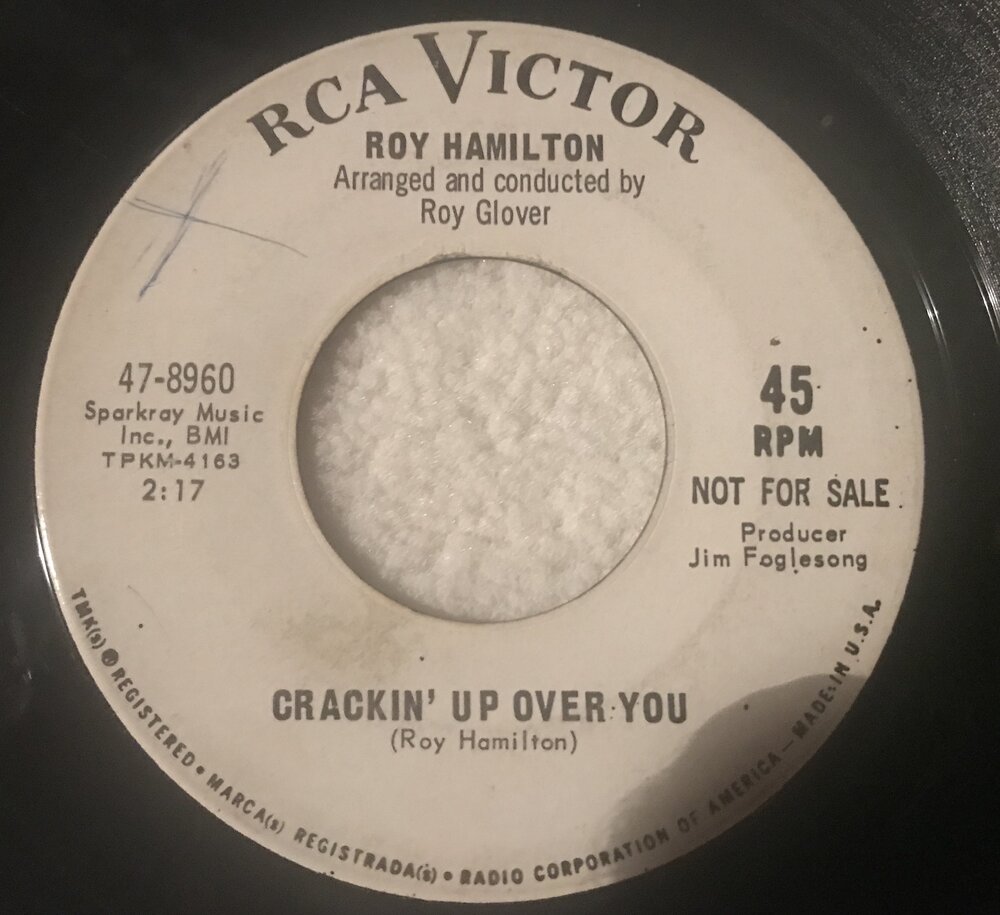 RCA VICTOR
ROY HAMILTON
Arranged and conducted by
Roy Glover
47-8960
Sparkray Music
Inc., BMI
TPKM-4163
2:17
45
RPM
NOT FOR SALE
Producer
Jim Foglesong
CRACKIN' UP OVER YOU
(Roy Hamilton)
TMK(s) ® REGISTERED • MARCA(s) REGISTRADA(s) • RADIO CORPORATION OF AMERICA — MADE IN U.S.A.